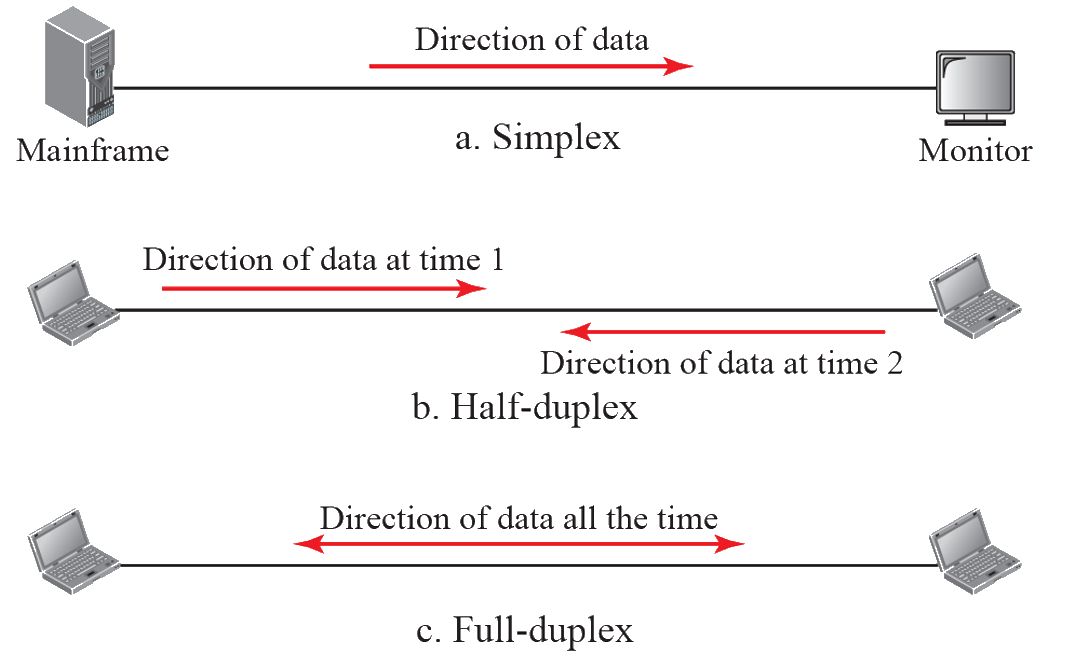 Direction of data
Mainframe
a. Simplex
Monitor
Direction of data at time 1
Direction of data at time 2
b. Half-duplex
Direction of data all the time
c. Full-duplex